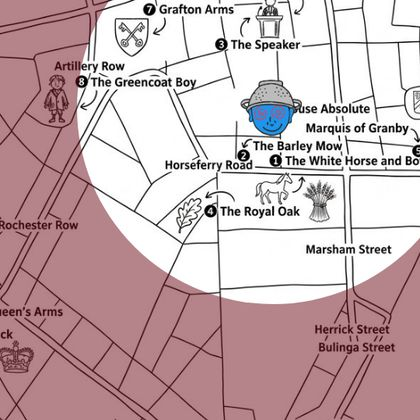 7 Grafton Arms
3 The Speaker
Artillery Row
8 The Greencoat Boy
use Absolute
Marquis of Granby
The Barley Mow
2
1 The White Horse and Bo
Horseferry Road
4 The Royal Oak
Rochester Row
Marsham Street
ueen's Arms
ck
Herrick Street
Bulinga Street